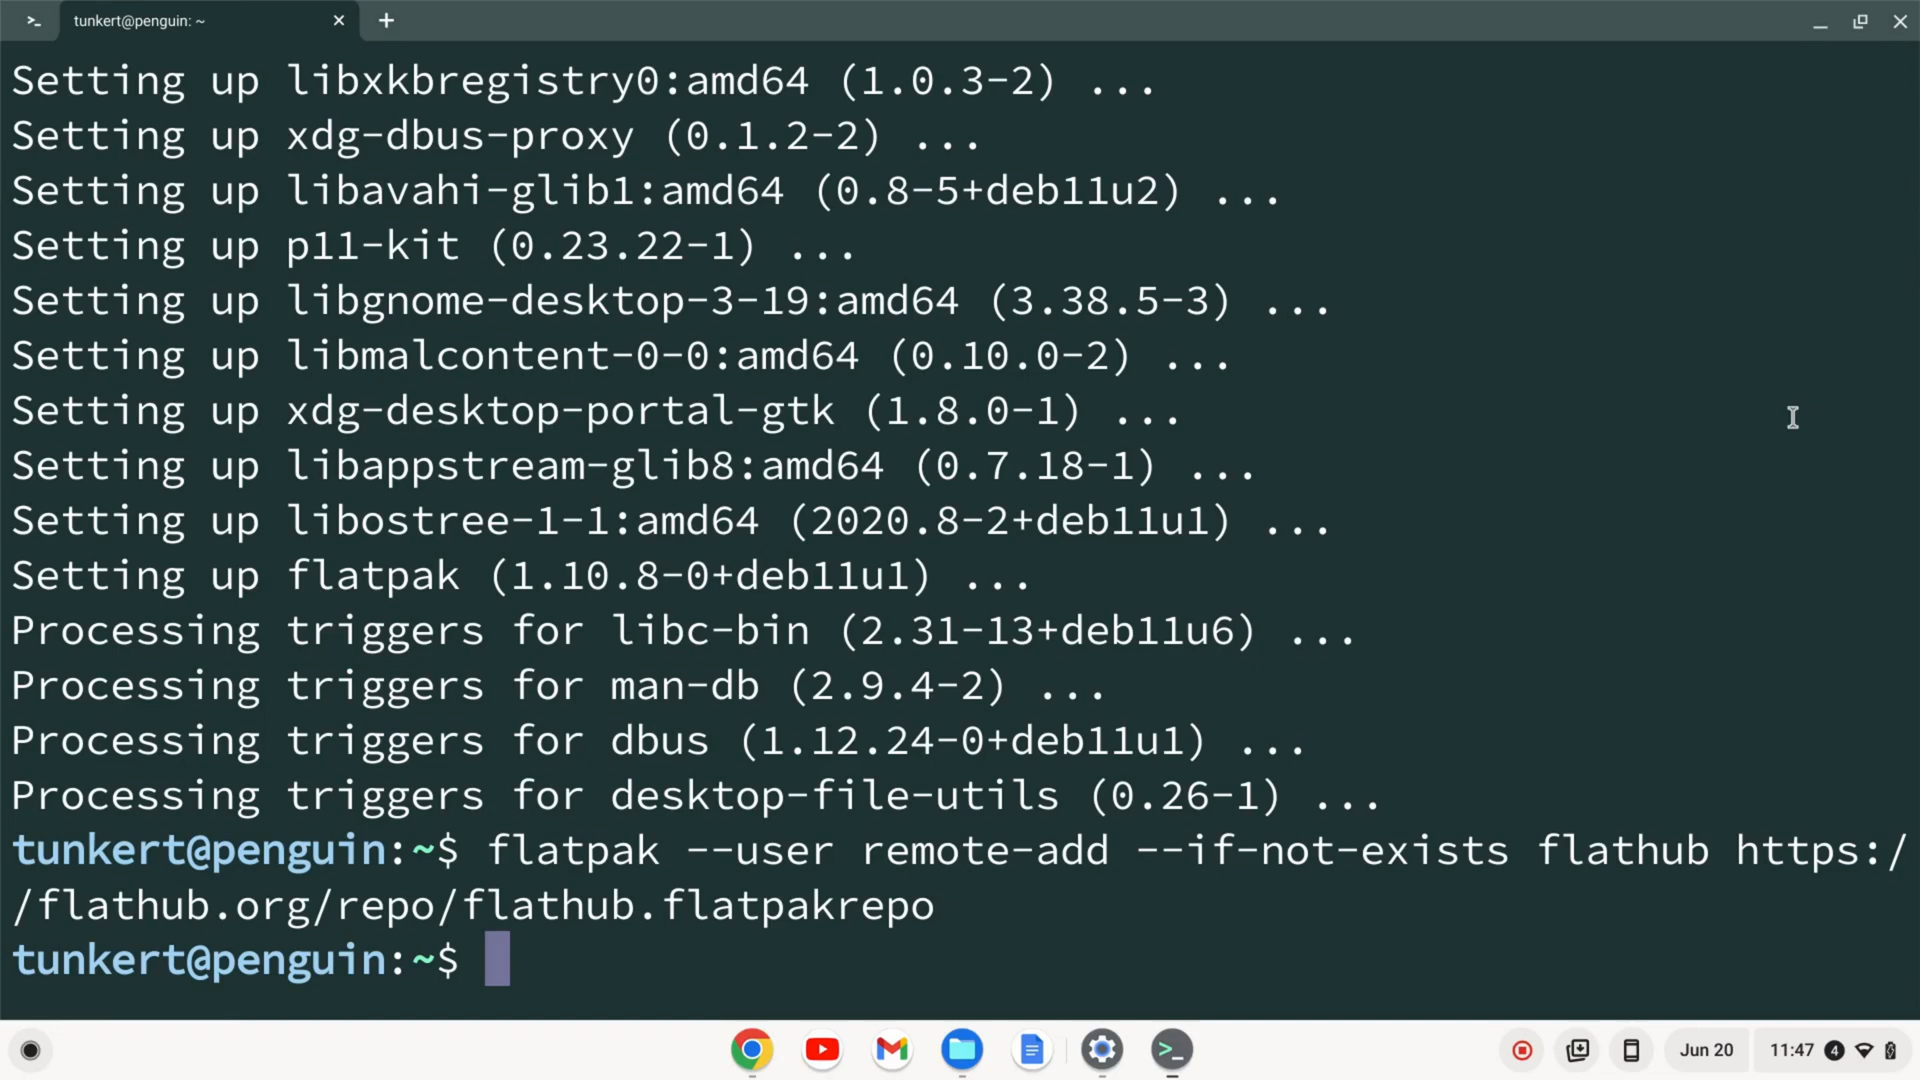 >_ tunkert@penguin: ~
Setting up libxkbregistry0:amd64 (1.0.3-2) ...
Setting up xdg-dbus-proxy (0.1.2-2) ...
Setting up libavahi-glib1:amd64 (0.8-5+deb11u2) ...
Setting up p11-kit (0.23.22-1) ...
Setting up libgnome-desktop-3-19:amd64 (3.38.5-3) ...
Setting up libmalcontent-0-0:amd64 (0.10.0-2) ...
Setting up xdg-desktop-portal-gtk (1.8.0-1) ...
Setting up libappstream-glib8:amd64 (0.7.18-1) ...
Setting up libostree-1-1:amd64 (2020.8-2+deb11u1) ...
Setting up flatpak (1.10.8-0+deb11u1) ...
Processing triggers for libc-bin (2.31-13+deb11u6) ...
Processing triggers for man-db (2.9.4-2) ...
Processing triggers for dbus (1.12.24-0+deb11u1) ...
Processing triggers for desktop-file-utils (0.26-1) ...
tunkert@penguin:~$ flatpak --user remote-add --if-not-exists flathub https:/
/flathub.org/repo/flathub.flatpakrepo
tunkert@penguin:~$
Jun 20 11:47 4